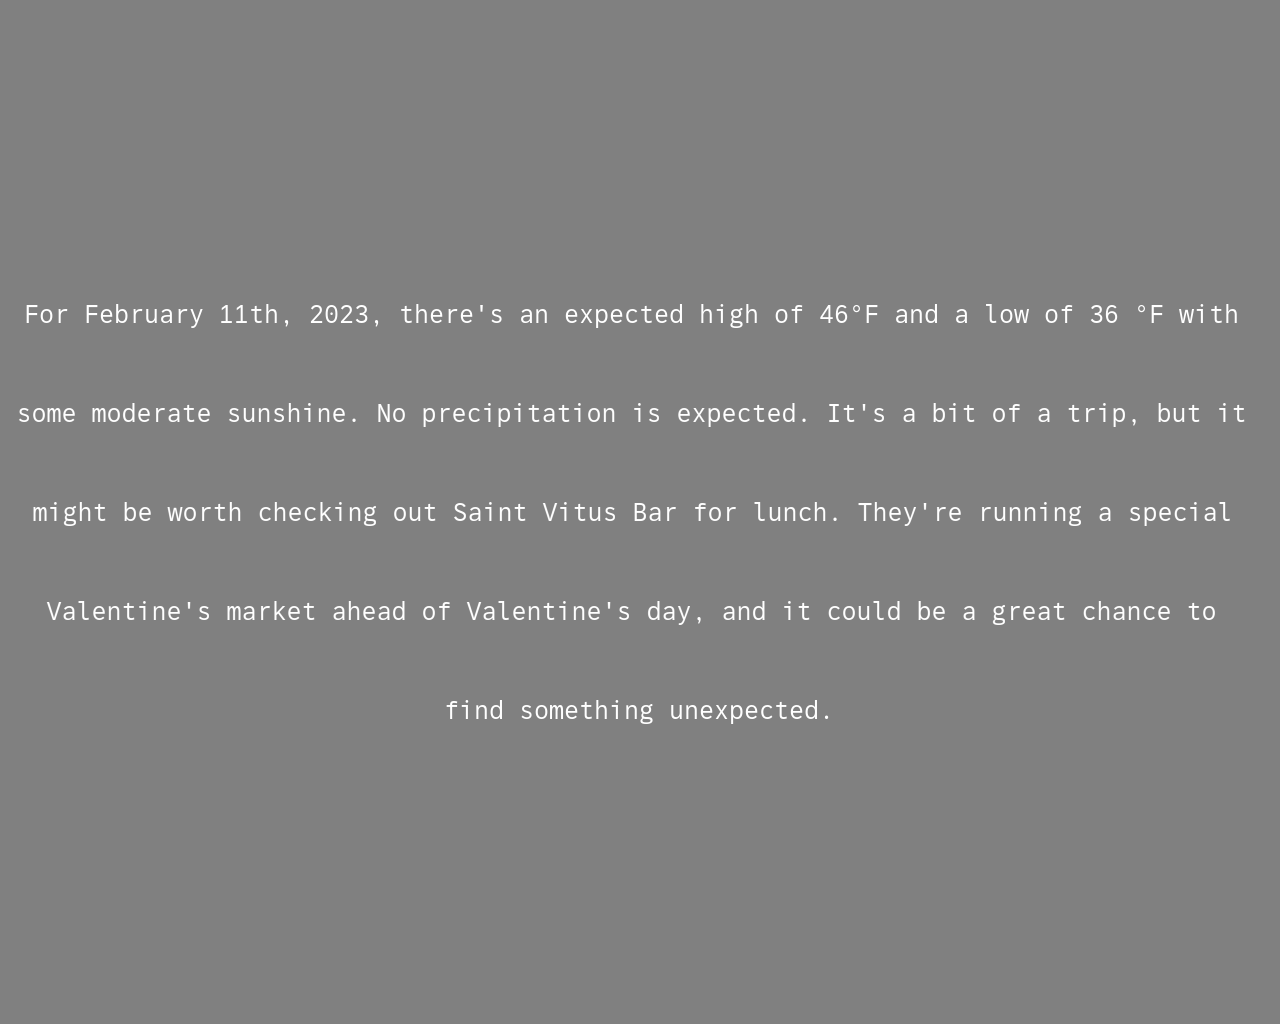 For February 11th, 2023, there's an expected high of 46°F and a low of 36 °F with
some moderate sunshine. No precipitation is expected. It's a bit of a trip, but it
might be worth checking out Saint Vitus Bar for lunch. They're running a special
Valentine's market ahead of Valentine's day, and it could be a great chance to
find something unexpected.